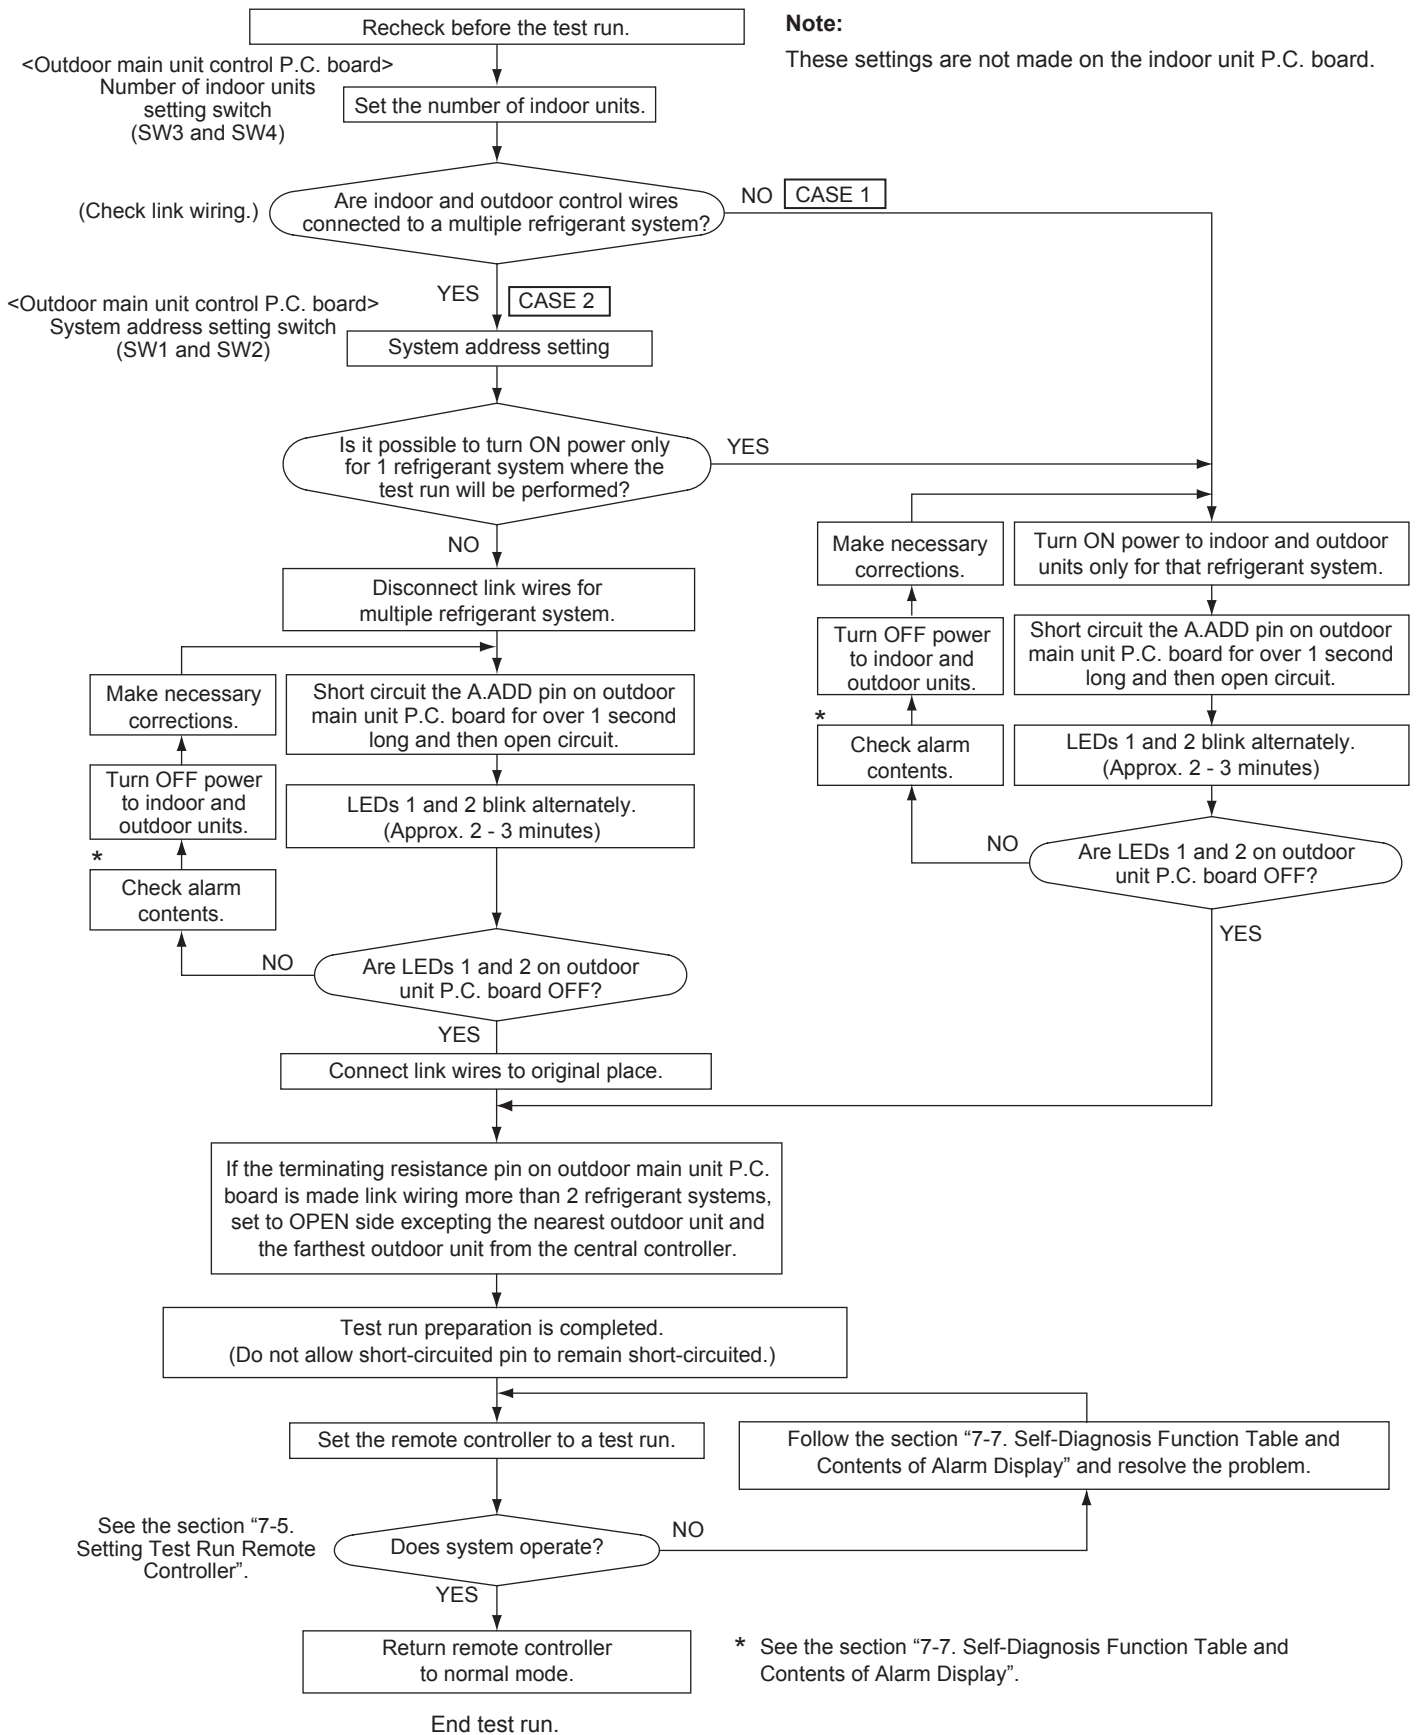 Recheck before the test run.
Note:
These settings are not made on the indoor unit P.C. board.
<Outdoor main unit control P.C. board>
Number of indoor units
setting switch
(SW3 and SW4)
Set the number of indoor units.
(Check link wiring.)
Are indoor and outdoor control wires
connected to a multiple refrigerant system?
NO
CASE 1
YES
CASE 2
<Outdoor main unit control P.C. board>
System address setting switch
(SW1 and SW2)
System address setting
Is it possible to turn ON power only
for 1 refrigerant system where the
test run will be performed?
YES
NO
Disconnect link wires for
multiple refrigerant system.
Make necessary
corrections.
Turn ON power to indoor and outdoor
units only for that refrigerant system.
Turn OFF power
to indoor and
outdoor units.
Short circuit the A.ADD pin on outdoor
main unit P.C. board for over 1 second
long and then open circuit.
*
Check alarm
contents.
LEDs 1 and 2 blink alternately.
(Approx. 2 - 3 minutes)
NO
Are LEDs 1 and 2 on outdoor
unit P.C. board OFF?
YES
Make necessary
corrections.
Short circuit the A.ADD pin on outdoor
main unit P.C. board for over 1 second
long and then open circuit.
Turn OFF power
to indoor and
outdoor units.
LEDs 1 and 2 blink alternately.
(Approx. 2 - 3 minutes)
*
Check alarm
contents.
NO
Are LEDs 1 and 2 on outdoor
unit P.C. board OFF?
YES
Connect link wires to original place.
If the terminating resistance pin on outdoor main unit P.C.
board is made link wiring more than 2 refrigerant systems,
set to OPEN side excepting the nearest outdoor unit and
the farthest outdoor unit from the central controller.
Test run preparation is completed.
(Do not allow short-circuited pin to remain short-circuited.)
Set the remote controller to a test run.
Follow the section “7-7. Self-Diagnosis Function Table and
Contents of Alarm Display” and resolve the problem.
See the section “7-5.
Setting Test Run Remote
Controller”.
Does system operate?
NO
YES
Return remote controller
to normal mode.
* See the section “7-7. Self-Diagnosis Function Table and
Contents of Alarm Display”.
End test run.